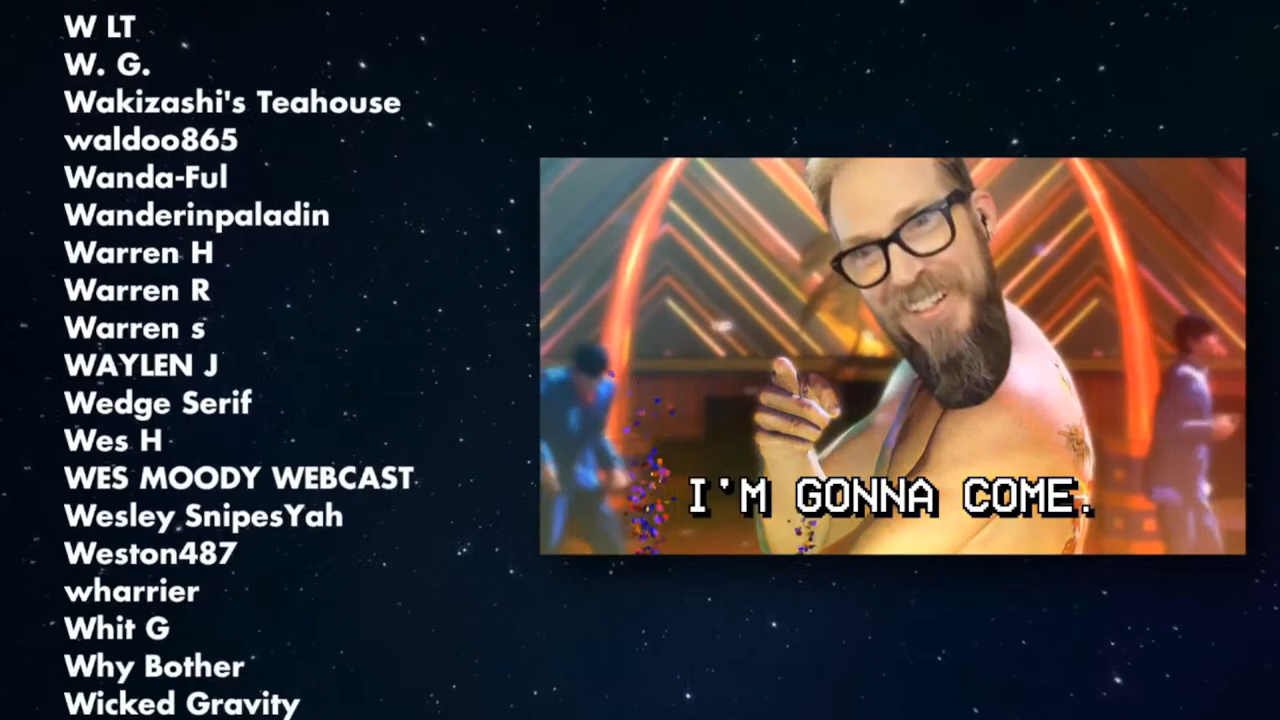 W LT
W. G.
Wakizashi's Teahouse
waldoo865
Wanda-Ful
Wanderinpaladin
Warren H
Warren R
Warren s
WAYLEN J
Wedge Serif
Wes H
WES MOODY WEBCAST
Wesley SnipesYah
Weston487
wharrier
Whit G
Why Bother
Wicked Gravity
I'M GONNA COME.